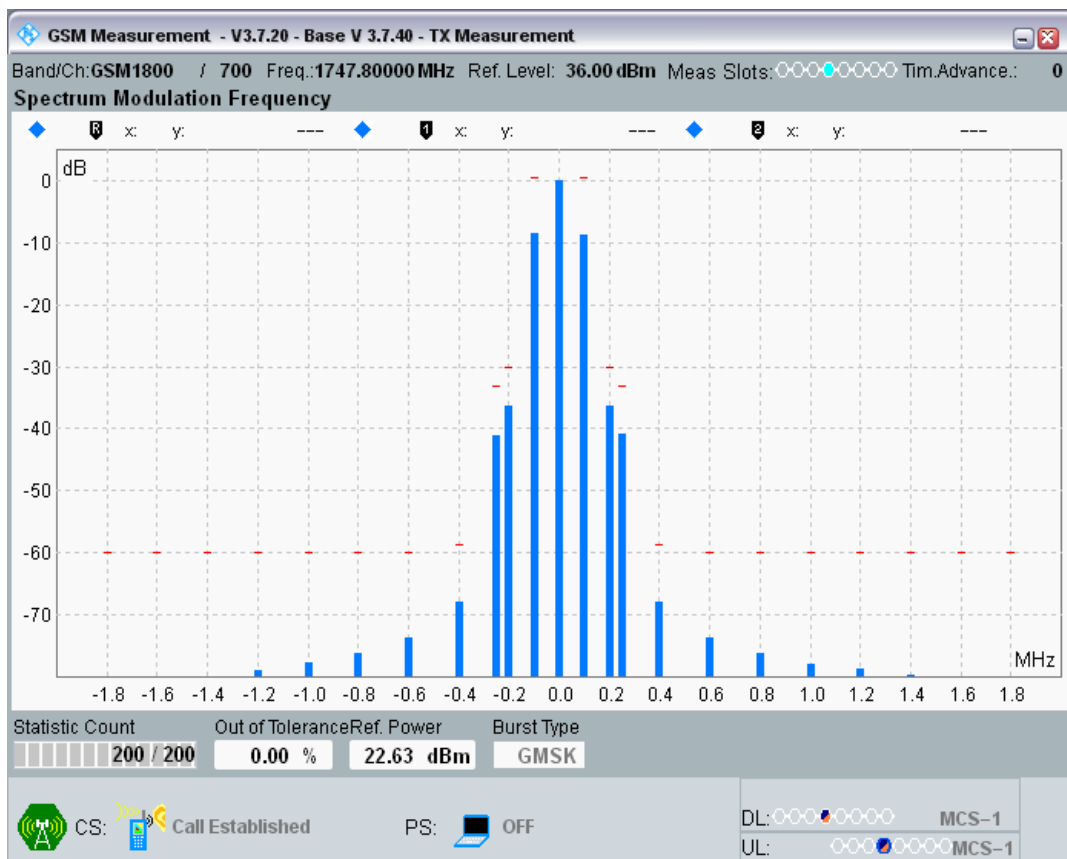 GSM Measurement - V3.7.20 - Base V 3.7.40 - TX Measurement
Band/Ch:GSM1800 / 700 Freq.:1747.80000 MHz Ref. Level: 36.00 dBm Meas Slots: Tim.Advance.: 0
Spectrum Modulation Frequency
R x: y: --- 1 x: y: --- 2 x: y: ---
dB
0
-10
-20
-30
-40
-50
-60
-70
MHz
-1.8 -1.6 -1.4 -1.2 -1.0 -0.8 -0.6 -0.4 -0.2 0.0 0.2 0.4 0.6 0.8 1.0 1.2 1.4 1.6 1.8
Statistic Count Out of Tolerance Ref. Power Burst Type
200 / 200 0.00 % 22.63 dBm GMSK
CS: Call Established PS: OFF
DL: MCS-1
UL: MCS-1